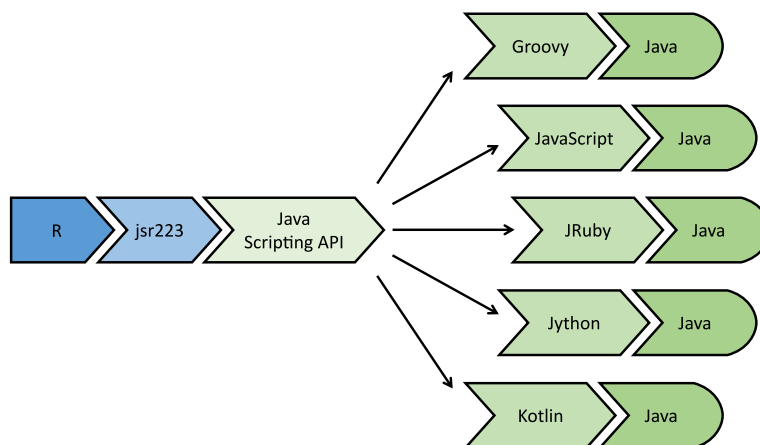 R
jsr223
Java
Scripting API
Groovy
Java
JavaScript
Java
JRuby
Java
Jython
Java
Kotlin
Java